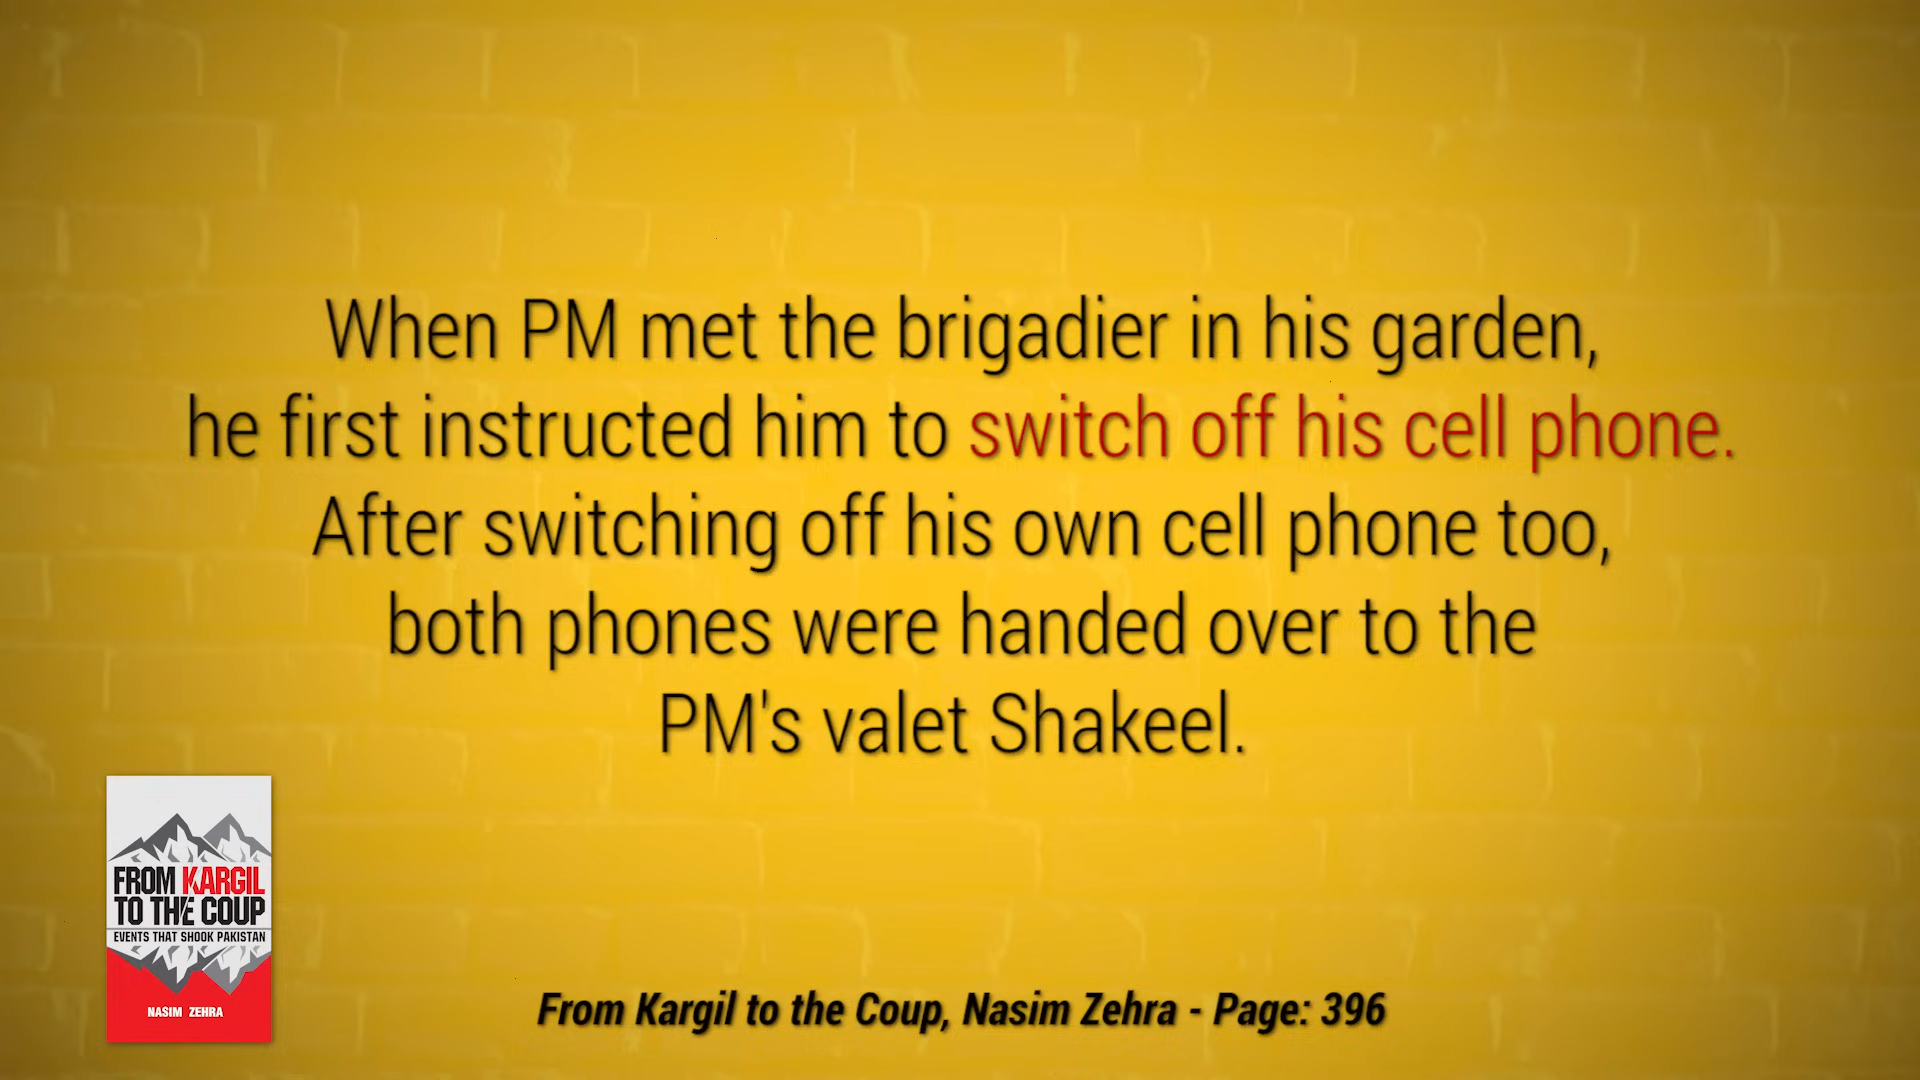 When PM met the brigadier in his garden,
he first instructed him to switch off his cell phone.
After switching off his own cell phone too,
both phones were handed over to the
PM's valet Shakeel.
FROM KARGIL
TO THE COUP
EVENTS THAT SHOOK PAKISTAN
NASIM ZEHRA
From Kargil to the Coup, Nasim Zehra - Page: 396